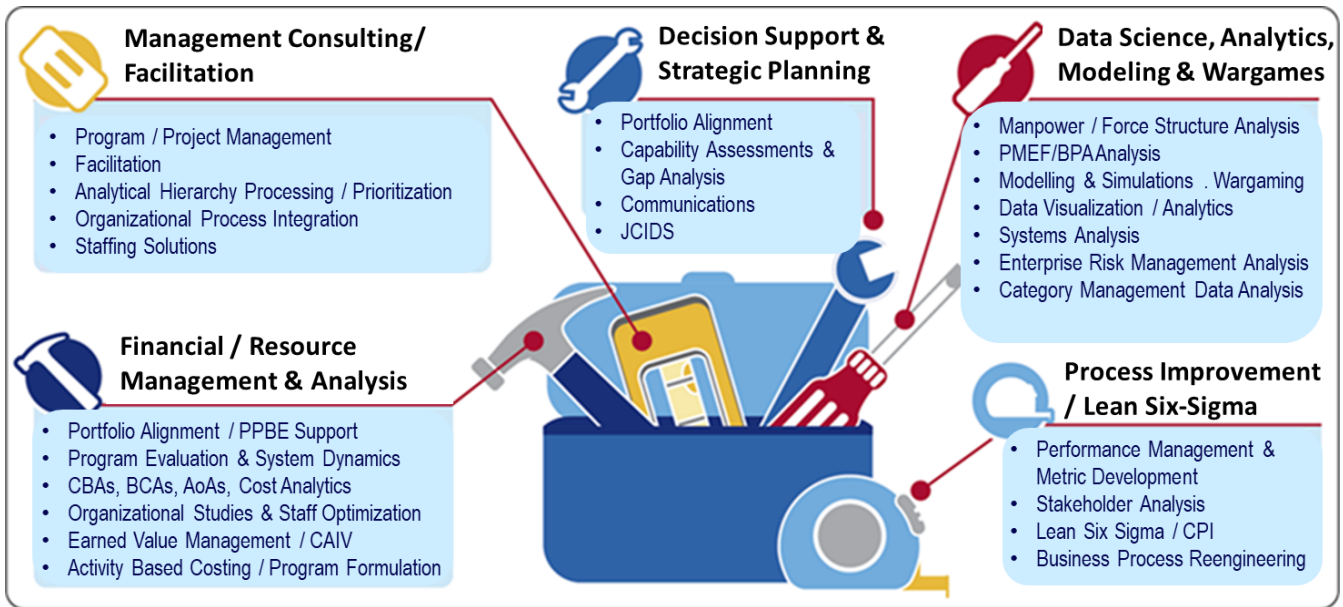 Management Consulting/
Facilitation
• Program / Project Management
• Facilitation
• Analytical Hierarchy Processing / Prioritization
• Organizational Process Integration
• Staffing Solutions
Decision Support &
Strategic Planning
• Portfolio Alignment
• Capability Assessments &
Gap Analysis
• Communications
• JCIDS
Data Science, Analytics,
Modeling & Wargames
• Manpower / Force Structure Analysis
• PMEF/BPA Analysis
• Modelling & Simulations . Wargaming
• Data Visualization / Analytics
• Systems Analysis
• Enterprise Risk Management Analysis
• Category Management Data Analysis
Financial / Resource
Management & Analysis
• Portfolio Alignment / PPBE Support
• Program Evaluation & System Dynamics
• CBAs, BCAs, AoAs, Cost Analytics
• Organizational Studies & Staff Optimization
• Earned Value Management / CAIV
• Activity Based Costing / Program Formulation
Process Improvement
/ Lean Six-Sigma
• Performance Management &
Metric Development
• Stakeholder Analysis
• Lean Six Sigma / CPI
• Business Process Reengineering